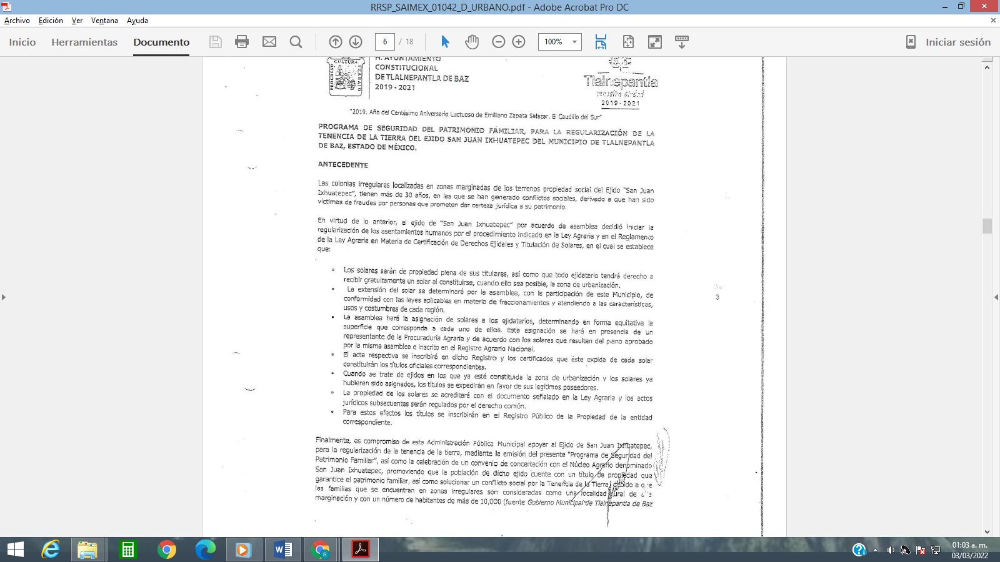 RRSP_SAIMEX_01042_D_URBANO.pdf - Adobe Acrobat Pro DC
Archivo Edición Ver Ventana Ayuda
Inicio Herramientas Documento 6 / 18 100% Iniciar sesión
H. AYUNTAMIENTO
CONSTITUCIONAL
DE TLALNEPANTLA DE BAZ
2019 - 2021
CULTURA
PROGRESO
TRABAJO
Tlalnepantla
nuestra ciudad
2019 - 2021
"2019. Año del Centésimo Aniversario Luctuoso de Emiliano Zapata Salazar. El Caudillo del Sur"
PROGRAMA DE SEGURIDAD DEL PATRIMONIO FAMILIAR, PARA LA REGULARIZACIÓN DE LA
TENENCIA DE LA TIERRA DEL EJIDO SAN JUAN IXHUATEPEC DEL MUNICIPIO DE TLALNEPANTLA
DE BAZ, ESTADO DE MÉXICO.
ANTECEDENTE
Las colonias irregulares localizadas en zonas marginadas de los terrenos propiedad social del Ejido "San Juan
Ixhuatepec", tienen más de 30 años, en las que se han generado conflictos sociales, derivado a que han sido
víctimas de fraudes por personas que prometen dar certeza jurídica a su patrimonio.
En virtud de lo anterior, el ejido de "San Juan Ixhuatepec" por acuerdo de asamblea decidió iniciar la
regularización de los asentamientos humanos por el procedimiento indicado en la Ley Agraria y en el Reglamento
de la Ley Agraria en Materia de Certificación de Derechos Ejidales y Titulación de Solares, en el cual se establece
que:
• Los solares serán de propiedad plena de sus titulares, así como que todo ejidatario tendrá derecho a
recibir gratuitamente un solar al constituirse, cuando ello sea posible, la zona de urbanización.
• La extensión del solar se determinará por la asamblea, con la participación de este Municipio, de
conformidad con las leyes aplicables en materia de fraccionamientos y atendiendo a las características,
usos y costumbres de cada región.
• La asamblea hará la asignación de solares a los ejidatarios, determinando en forma equitativa la
superficie que corresponda a cada uno de ellos. Esta asignación se hará en presencia de un
representante de la Procuraduría Agraria y de acuerdo con los solares que resulten del plano aprobado
por la misma asamblea e inscrito en el Registro Agrario Nacional.
• El acta respectiva se inscribirá en dicho Registro y los certificados que éste expida de cada solar
constituirán los títulos oficiales correspondientes.
• Cuando se trate de ejidos en los que ya esté constituida la zona de urbanización y los solares ya
hubieren sido asignados, los títulos se expedirán en favor de sus legítimos poseedores.
• La propiedad de los solares se acreditará con el documento señalado en la Ley Agraria y los actos
jurídicos subsecuentes serán regulados por el derecho común.
• Para estos efectos los títulos se inscribirán en el Registro Público de la Propiedad de la entidad
correspondiente.
3
Finalmente, es compromiso de esta Administración Pública Municipal apoyar al Ejido de San Juan Ixhuatepec,
para la regularización de la tenencia de la tierra, mediante la emisión del presente "Programa de Seguridad del
Patrimonio Familiar", así como la celebración de un convenio de concertación con el Núcleo Agrario denominado
San Juan Ixhuatepec, promoviendo que la población de dicho ejido cuente con un título de propiedad que
garantice el patrimonio familiar, así como solucionar un conflicto social por la Tenencia de la Tierra debido a que
las familias que se encuentran en zonas irregulares son consideradas como una localidad rural de alta
marginación y con un número de habitantes de más de 10,000 (fuente Gobierno Municipal de Tlalnepantla de Baz
01:03 a. m.
03/03/2022